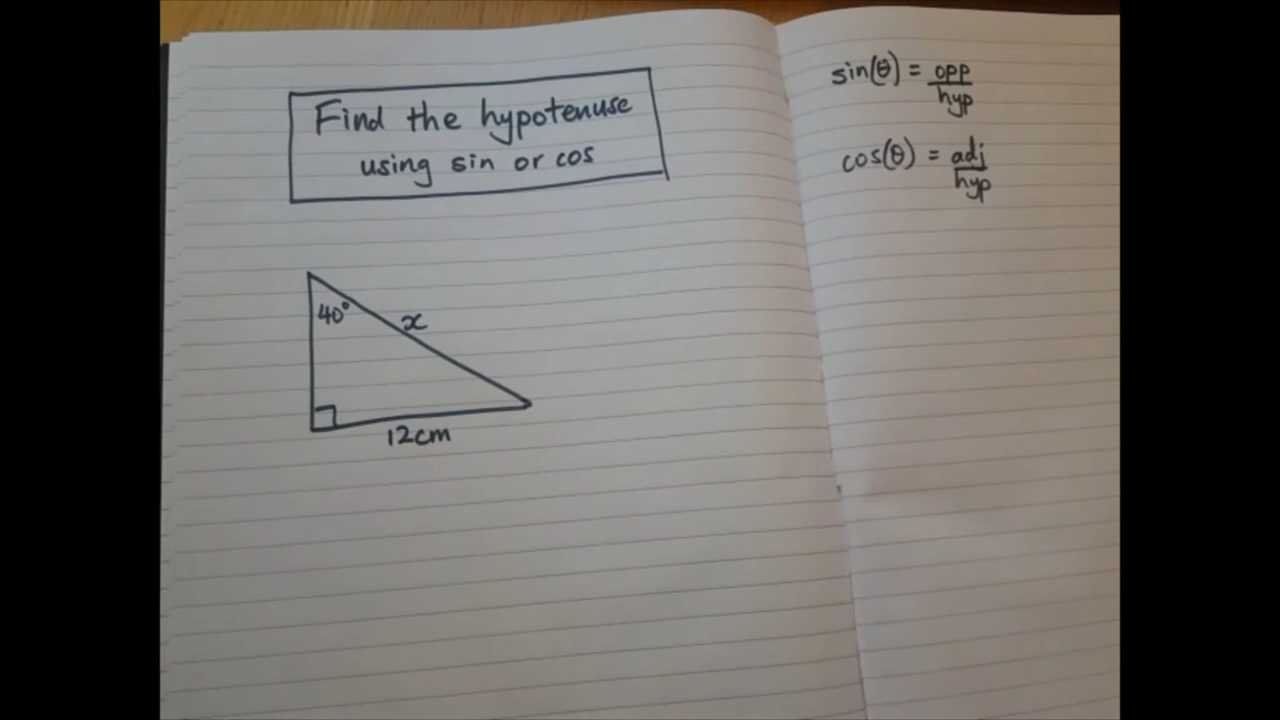 Find the hypotenuse
using sin or cos
sin(θ) = opp/hyp
cos(θ) = adj/hyp
40°
x
12cm